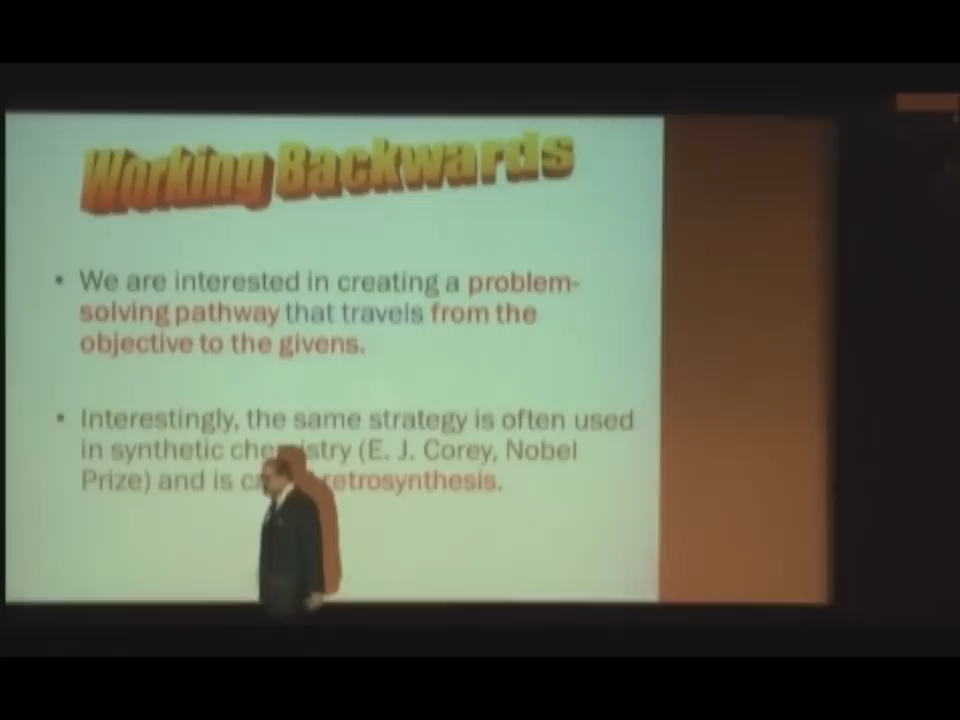 Working Backwards
• We are interested in creating a problem-
solving pathway that travels from the
objective to the givens.
• Interestingly, the same strategy is often used
in synthetic chemistry (E. J. Corey, Nobel
Prize) and is called retrosynthesis.